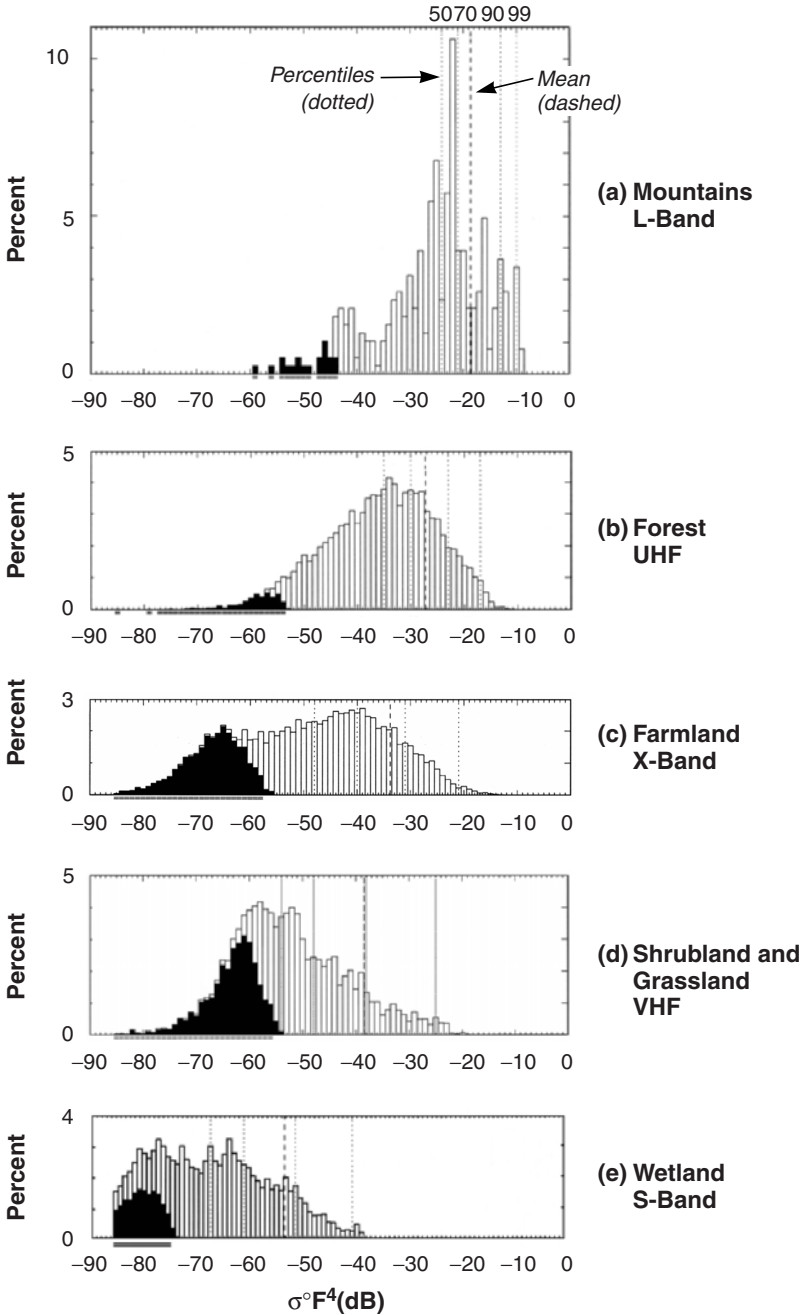 50 70 90 99
10
5
0
Percent
Percentiles
(dotted)
Mean
(dashed)
(a) Mountains
L-Band
–90 –80 –70 –60 –50 –40 –30 –20 –10 0
5
0
Percent
(b) Forest
UHF
–90 –80 –70 –60 –50 –40 –30 –20 –10 0
3
0
Percent
(c) Farmland
X-Band
–90 –80 –70 –60 –50 –40 –30 –20 –10 0
5
0
Percent
(d) Shrubland and
Grassland
VHF
–90 –80 –70 –60 –50 –40 –30 –20 –10 0
4
0
Percent
(e) Wetland
S-Band
–90 –80 –70 –60 –50 –40 –30 –20 –10 0
σ°F⁴(dB)